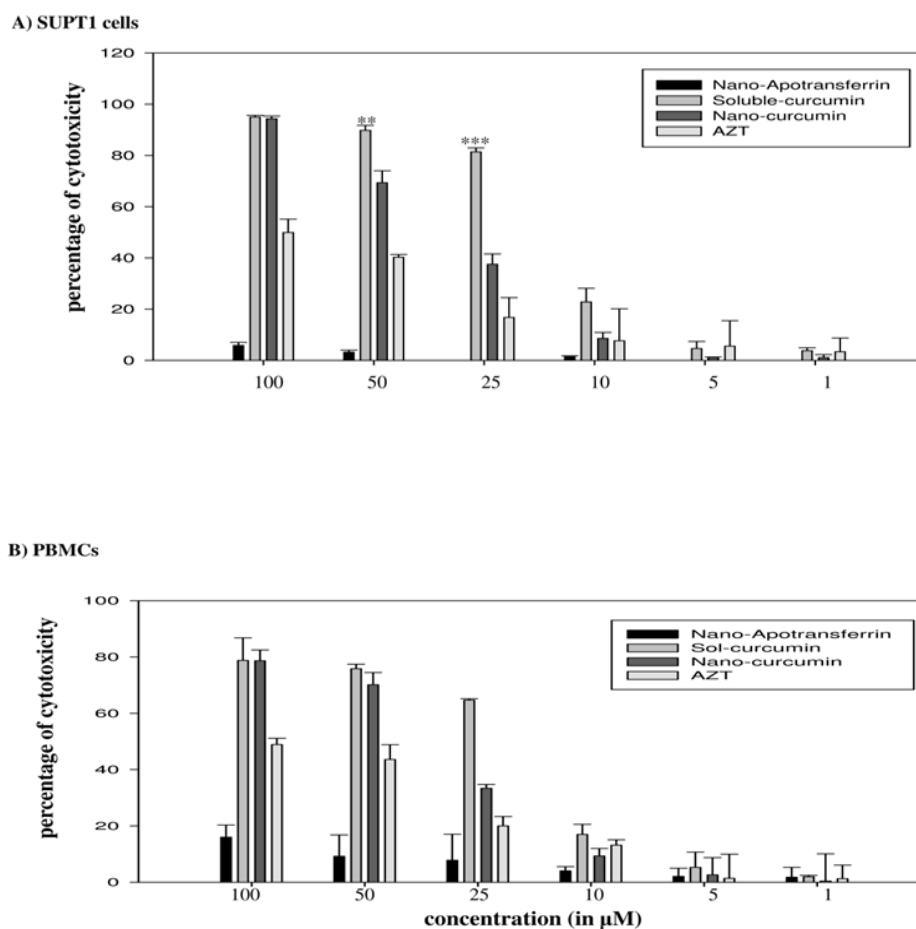 A) SUPT1 cells
120
100
80
60
40
20
0
percentage of cytotoxicity
Nano-Apotransferrin
Soluble-curcumin
Nano-curcumin
AZT
** ***
100 50 25 10 5 1
B) PBMCs
100
80
60
40
20
0
percentage of cytotoxicity
Nano-Apotransferrin
Sol-curcumin
Nano-curcumin
AZT
100 50 25 10 5 1
concentration (in μM)